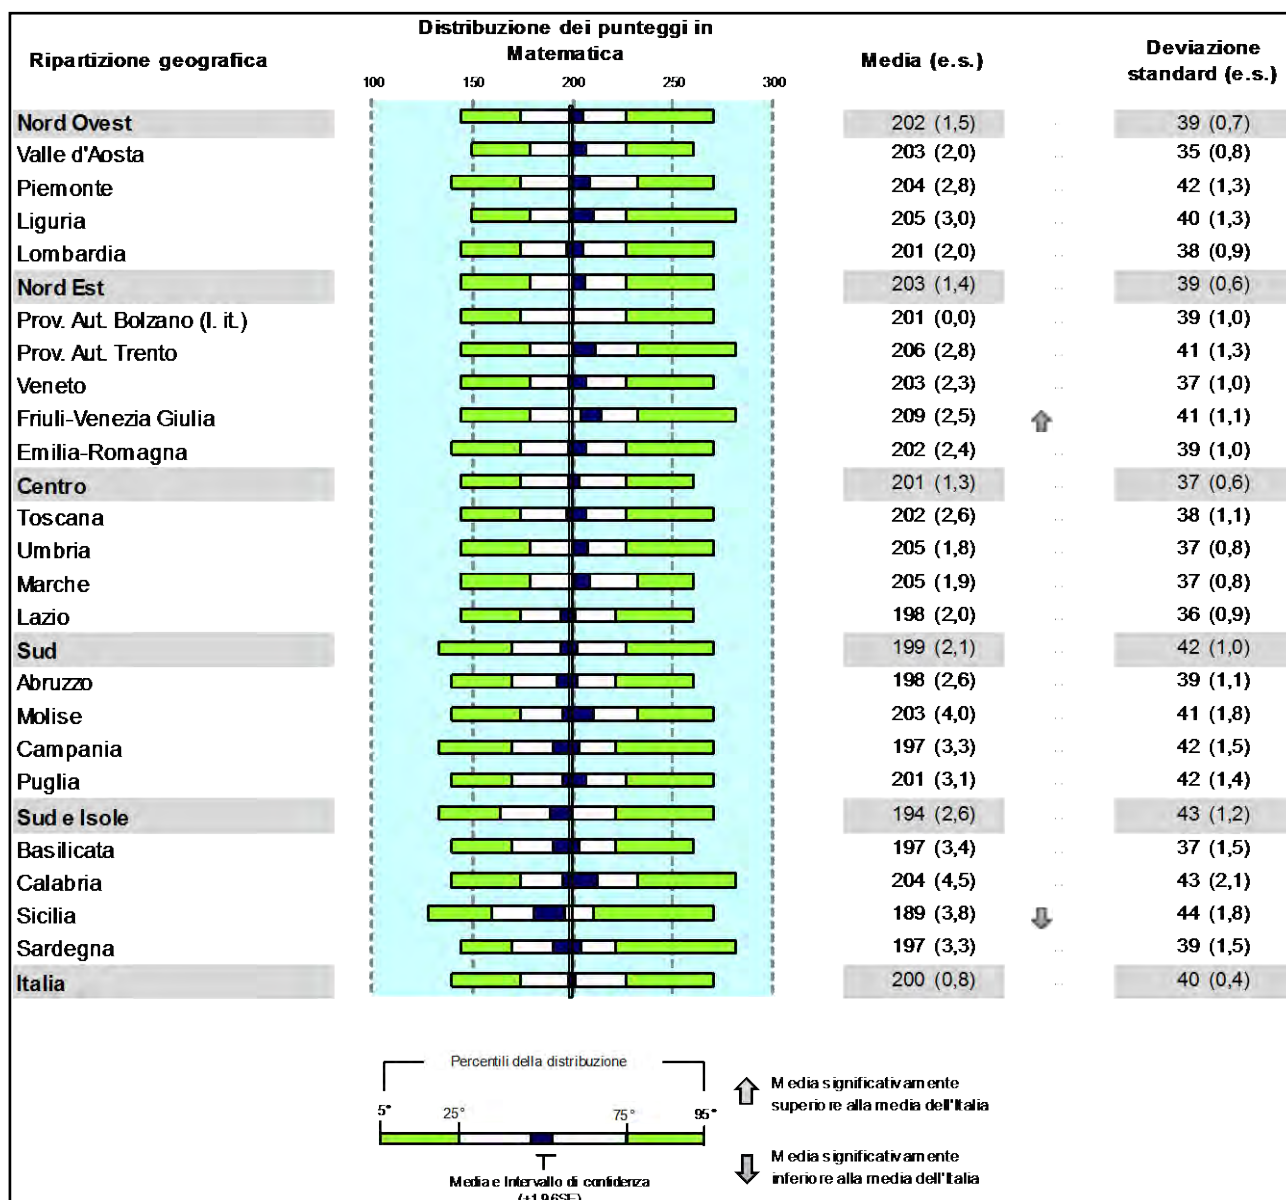 Ripartizione geografica
Distribuzione dei punteggi in
Matematica
Media (e.s.)
Deviazione
standard (e.s.)
100 150 200 250 300
Nord Ovest 202 (1,5) 39 (0,7)
Valle d'Aosta 203 (2,0) 35 (0,8)
Piemonte 204 (2,8) 42 (1,3)
Liguria 205 (3,0) 40 (1,3)
Lombardia 201 (2,0) 38 (0,9)
Nord Est 203 (1,4) 39 (0,6)
Prov. Aut. Bolzano (l. it.) 201 (0,0) 39 (1,0)
Prov. Aut. Trento 206 (2,8) 41 (1,3)
Veneto 203 (2,3) 37 (1,0)
Friuli-Venezia Giulia 209 (2,5) 41 (1,1)
Emilia-Romagna 202 (2,4) 39 (1,0)
Centro 201 (1,3) 37 (0,6)
Toscana 202 (2,6) 38 (1,1)
Umbria 205 (1,8) 37 (0,8)
Marche 205 (1,9) 37 (0,8)
Lazio 198 (2,0) 36 (0,9)
Sud 199 (2,1) 42 (1,0)
Abruzzo 198 (2,6) 39 (1,1)
Molise 203 (4,0) 41 (1,8)
Campania 197 (3,3) 42 (1,5)
Puglia 201 (3,1) 42 (1,4)
Sud e Isole 194 (2,6) 43 (1,2)
Basilicata 197 (3,4) 37 (1,5)
Calabria 204 (4,5) 43 (2,1)
Sicilia 189 (3,8) 44 (1,8)
Sardegna 197 (3,3) 39 (1,5)
Italia 200 (0,8) 40 (0,4)
Percentili della distribuzione
5° 25° 75° 95°
Media e Intervallo di confidenza
(±1.96SE)
Media significativamente
superiore alla media dell'Italia
Media significativamente
inferiore alla media dell'Italia